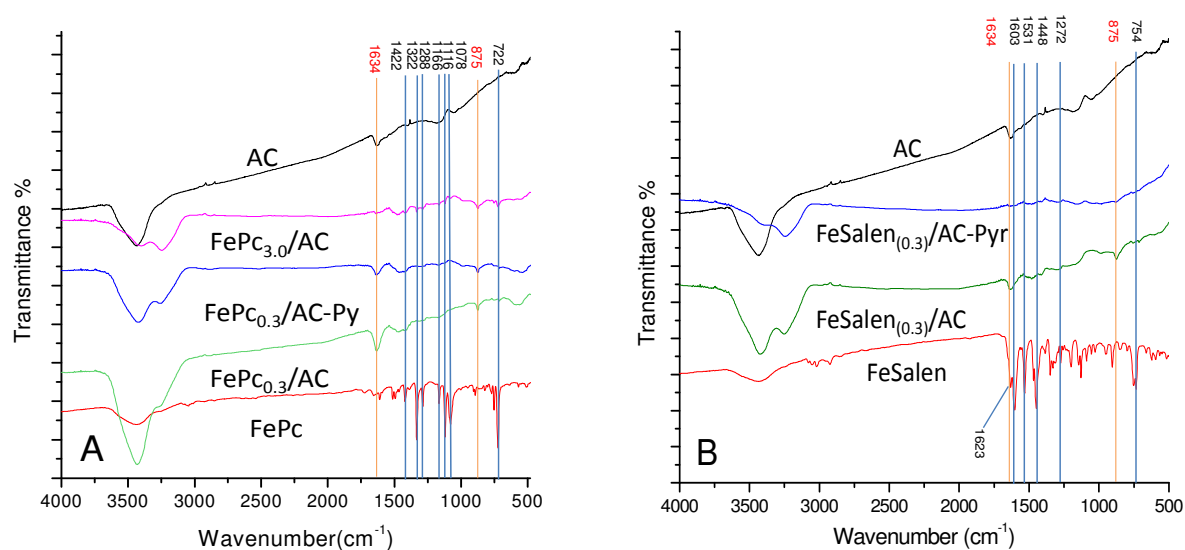 A
1634
1422
1322
1288
1166
1116
1078
875
722
AC
FePc3.0/AC
FePc0.3/AC-Py
FePc0.3/AC
FePc
Transmittance %
4000 3500 3000 2500 2000 1500 1000 500
Wavenumber(cm-1)
B
1634
1603
1531
1448
1272
875
754
AC
FeSalen(0.3)/AC-Pyr
FeSalen(0.3)/AC
FeSalen
1623
Transmittance %
4000 3500 3000 2500 2000 1500 1000 500
Wavenumber (cm-1)